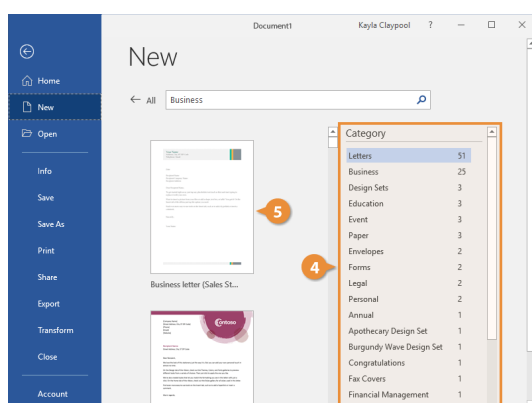 Document1 Kayla Claypool ?
New
Home
New
Open
Info
Save
Save As
Print
Share
Export
Transform
Close
Account
All Business
5
Business letter (Sales St...
Contoso
4
Category
Letters 51
Business 25
Design Sets 3
Education 3
Event 3
Paper 3
Envelopes 2
Forms 2
Legal 2
Personal 2
Annual 1
Apothecary Design Set 1
Burgundy Wave Design Set 1
Congratulations 1
Fax Covers 1
Financial Management 1